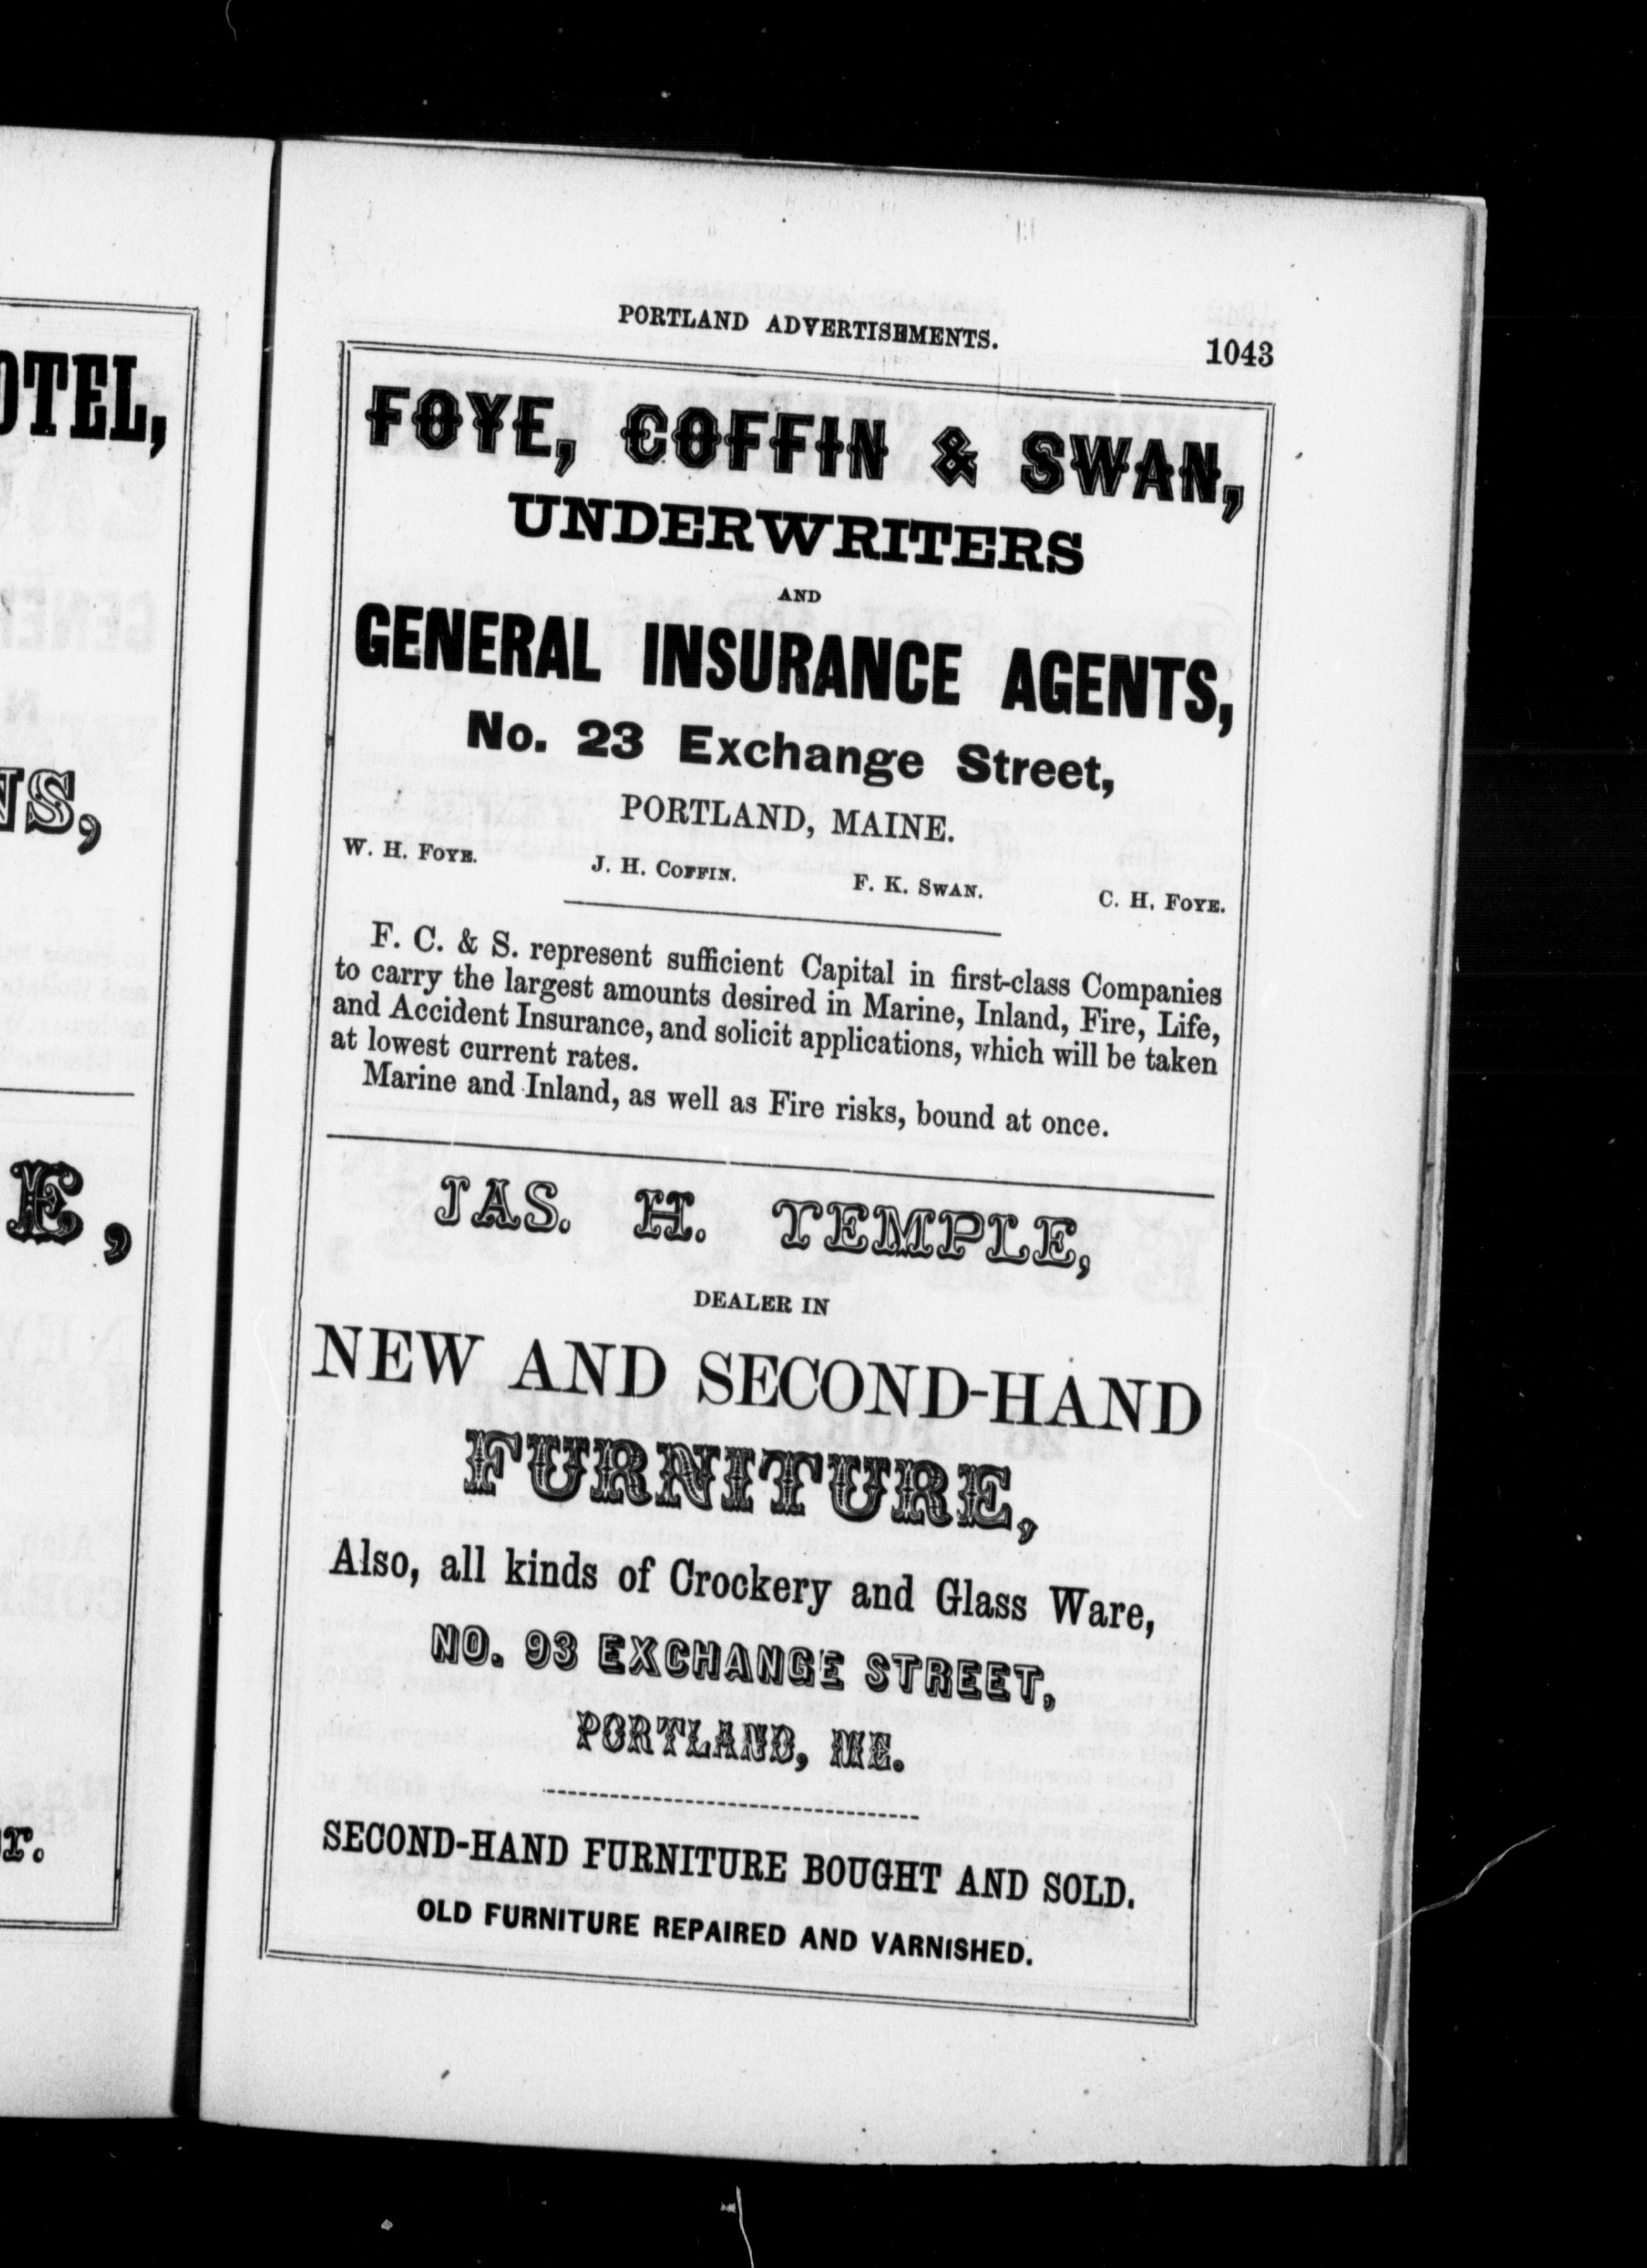 PORTLAND ADVERTISEMENTS.
1043
FOYE, COFFIN & SWAN,
UNDERWRITERS
AND
GENERAL INSURANCE AGENTS,
No. 23 Exchange Street,
PORTLAND, MAINE.
W. H. FOYE. J. H. COFFIN. F. K. SWAN. C. H. FOYE.
F. C. & S. represent sufficient Capital in first-class Companies
to carry the largest amounts desired in Marine, Inland, Fire, Life,
and Accident Insurance, and solicit applications, which will be taken
at lowest current rates.
Marine and Inland, as well as Fire risks, bound at once.
JAS. H. TEMPLE,
DEALER IN
NEW AND SECOND-HAND
FURNITURE,
Also, all kinds of Crockery and Glass Ware,
NO. 93 EXCHANGE STREET,
PORTLAND, ME.
SECOND-HAND FURNITURE BOUGHT AND SOLD.
OLD FURNITURE REPAIRED AND VARNISHED.